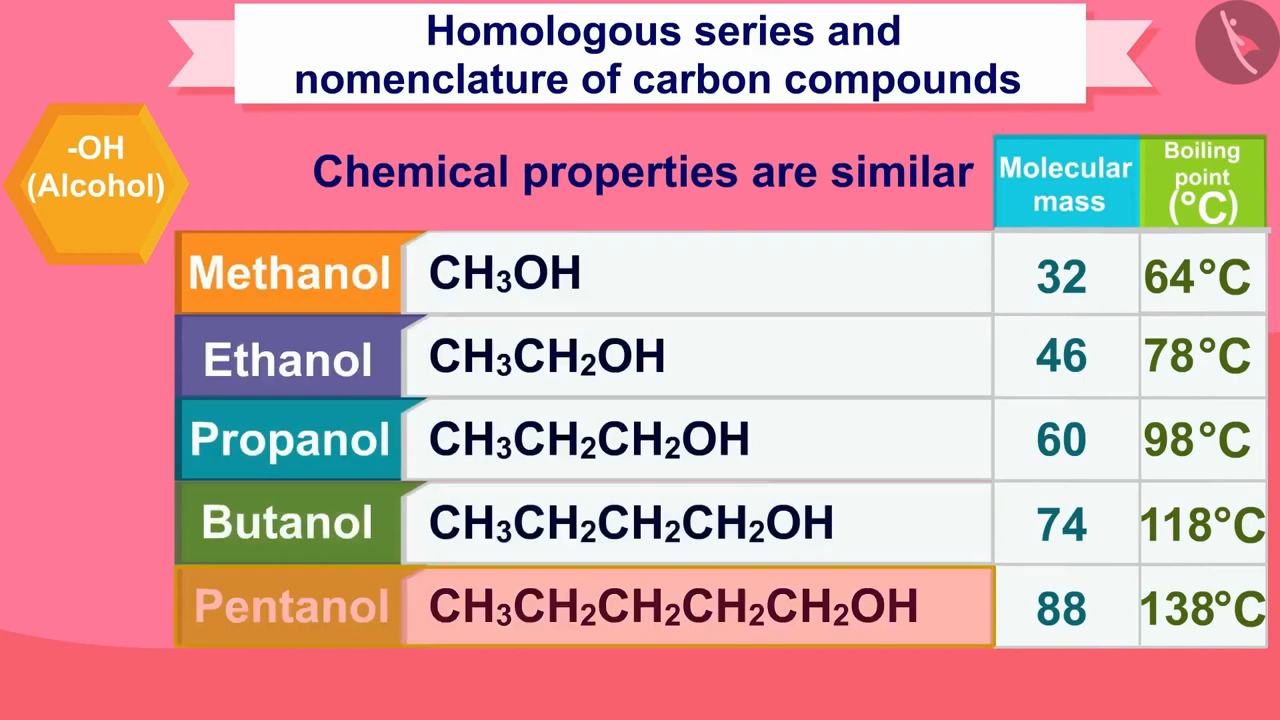 Homologous series and
nomenclature of carbon compounds
-OH
(Alcohol)
Chemical properties are similar
Molecular
mass
Boiling
point
(°C)
Methanol CH₃OH 32 64°C
Ethanol CH₃CH₂OH 46 78°C
Propanol CH₃CH₂CH₂OH 60 98°C
Butanol CH₃CH₂CH₂CH₂OH 74 118°C
Pentanol CH₃CH₂CH₂CH₂CH₂OH 88 138°C